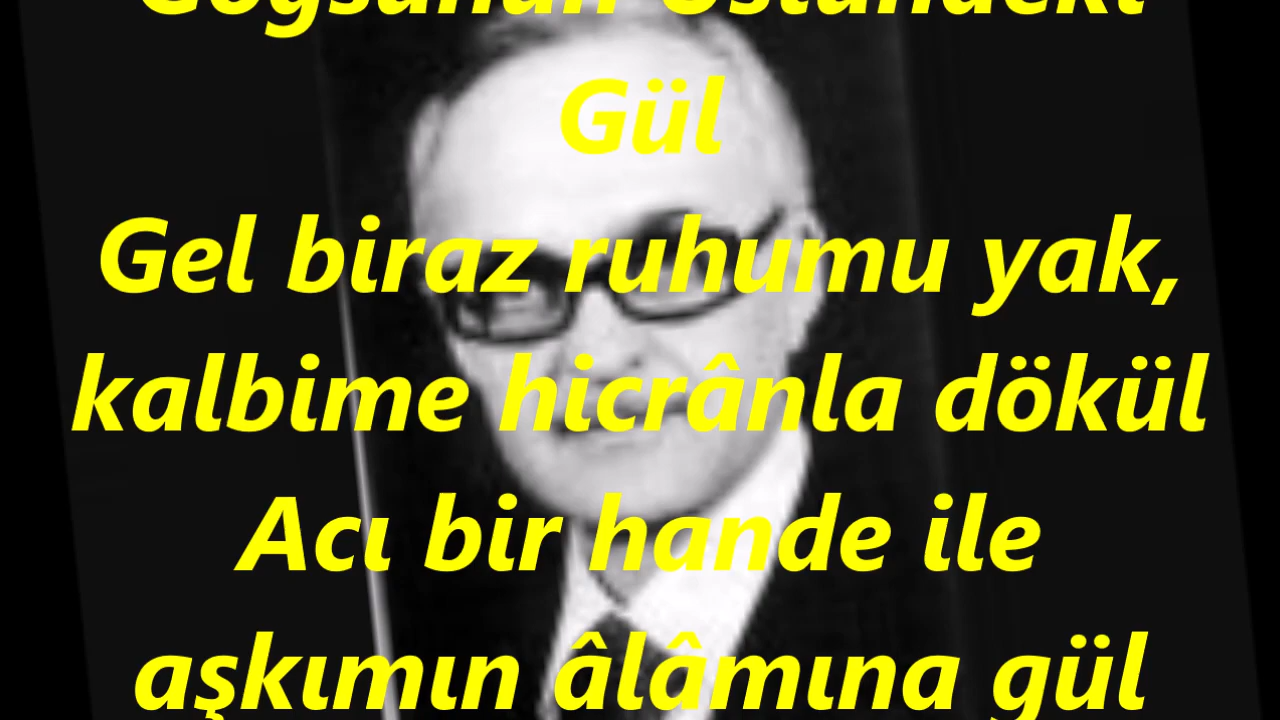 Gül
Gel biraz ruhumu yak,
kalbime hicrânla dökül
Acı bir hande ile
aşkımın âlâmına gül